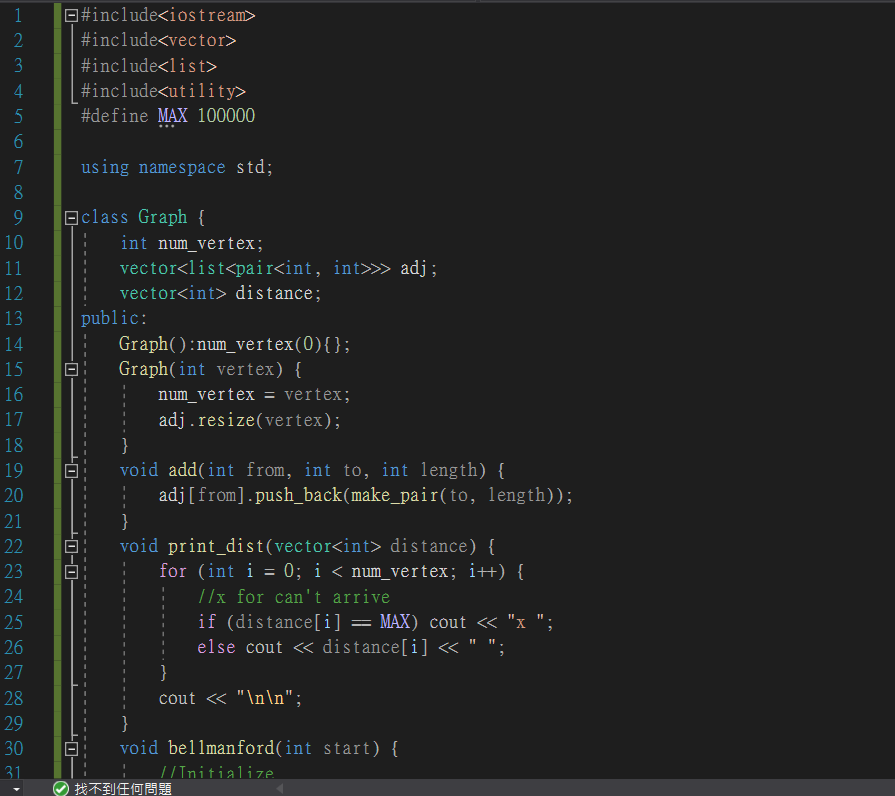 1 #include<iostream>
2 #include<vector>
3 #include<list>
4 #include<utility>
5 #define MAX 100000
6
7 using namespace std;
8
9 class Graph {
10 int num_vertex;
11 vector<list<pair<int, int>>> adj;
12 vector<int> distance;
13 public:
14 Graph():num_vertex(0){};
15 Graph(int vertex) {
16 num_vertex = vertex;
17 adj.resize(vertex);
18 }
19 void add(int from, int to, int length) {
20 adj[from].push_back(make_pair(to, length));
21 }
22 void print_dist(vector<int> distance) {
23 for (int i = 0; i < num_vertex; i++) {
24 //x for can't arrive
25 if (distance[i] == MAX) cout << "x ";
26 else cout << distance[i] << " ";
27 }
28 cout << "\n\n";
29 }
30 void bellmanford(int start) {
31 //Initialize
找不到任何問題